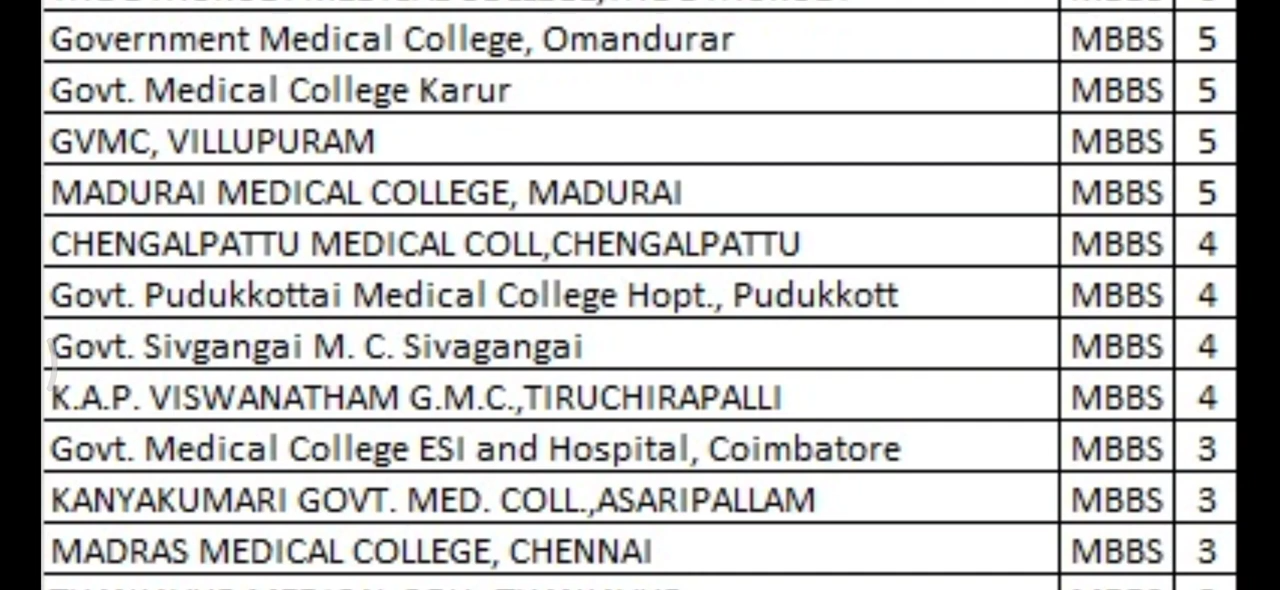 Government Medical College, Omandurar MBBS 5
Govt. Medical College Karur MBBS 5
GVMC, VILLUPURAM MBBS 5
MADURAI MEDICAL COLLEGE, MADURAI MBBS 5
CHENGALPATTU MEDICAL COLL,CHENGALPATTU MBBS 4
Govt. Pudukkottai Medical College Hopt., Pudukkott MBBS 4
Govt. Sivgangai M. C. Sivagangai MBBS 4
K.A.P. VISWANATHAM G.M.C.,TIRUCHIRAPALLI MBBS 4
Govt. Medical College ESI and Hospital, Coimbatore MBBS 3
KANYAKUMARI GOVT. MED. COLL.,ASARIPALLAM MBBS 3
MADRAS MEDICAL COLLEGE, CHENNAI MBBS 3